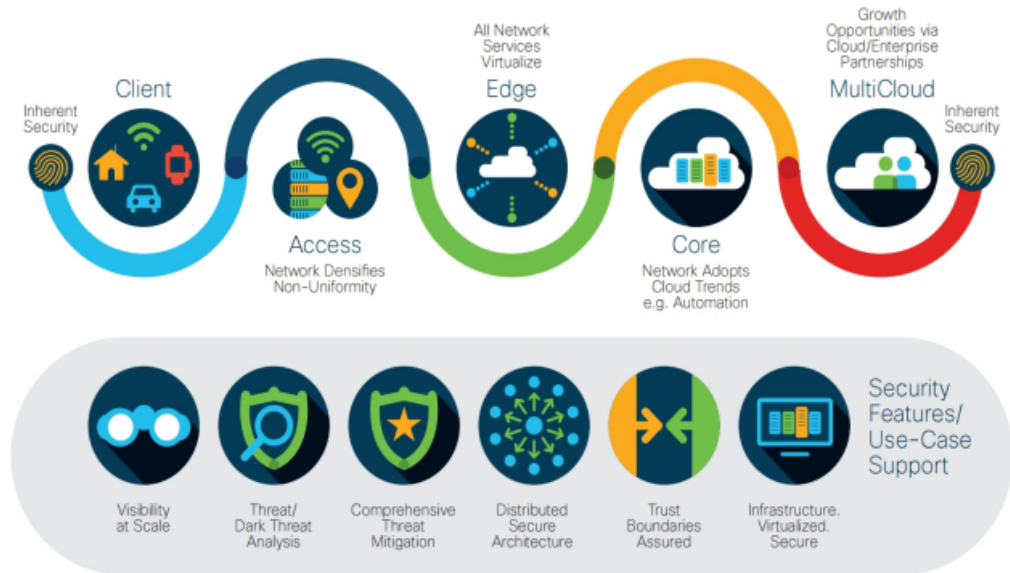 Inherent
Security
Client
Access
Network Densifies
Non-Uniformity
All Network
Services
Virtualize
Edge
Core
Network Adopts
Cloud Trends
e.g. Automation
Growth
Opportunities via
Cloud/Enterprise
Partnerships
MultiCloud
Inherent
Security
Visibility
at Scale
Threat/
Dark Threat
Analysis
Comprehensive
Threat
Mitigation
Distributed
Secure
Architecture
Trust
Boundaries
Assured
Infrastructure.
Virtualized.
Secure
Security
Features/
Use-Case
Support